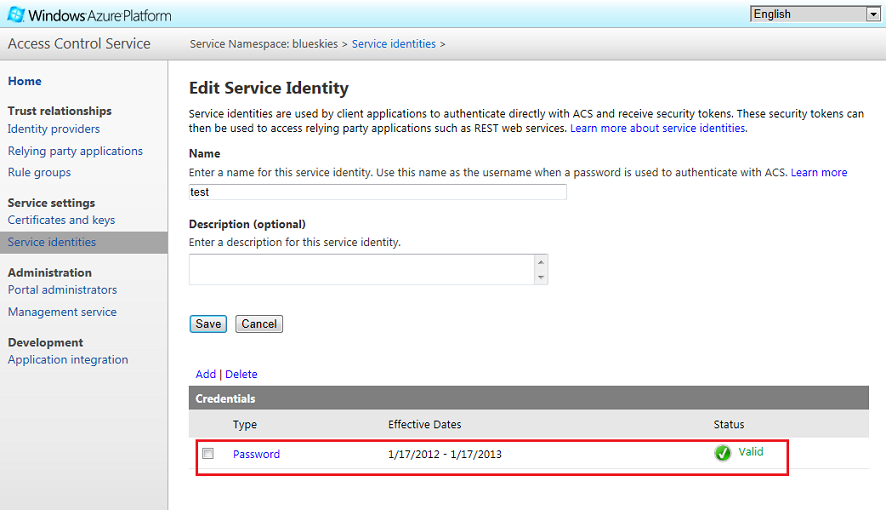 Windows Azure Platform
English
Access Control Service
Service Namespace: blueskies > Service identities >
Home
Trust relationships
Identity providers
Relying party applications
Rule groups
Service settings
Certificates and keys
Service identities
Administration
Portal administrators
Management service
Development
Application integration
Edit Service Identity
Service identities are used by client applications to authenticate directly with ACS and receive security tokens. These security tokens can
then be used to access relying party applications such as REST web services. Learn more about service identities.
Name
Enter a name for this service identity. Use this name as the username when a password is used to authenticate with ACS. Learn more
test
Description (optional)
Enter a description for this service identity.
Save Cancel
Add | Delete
Credentials
Type Effective Dates Status
Password 1/17/2012 - 1/17/2013 Valid